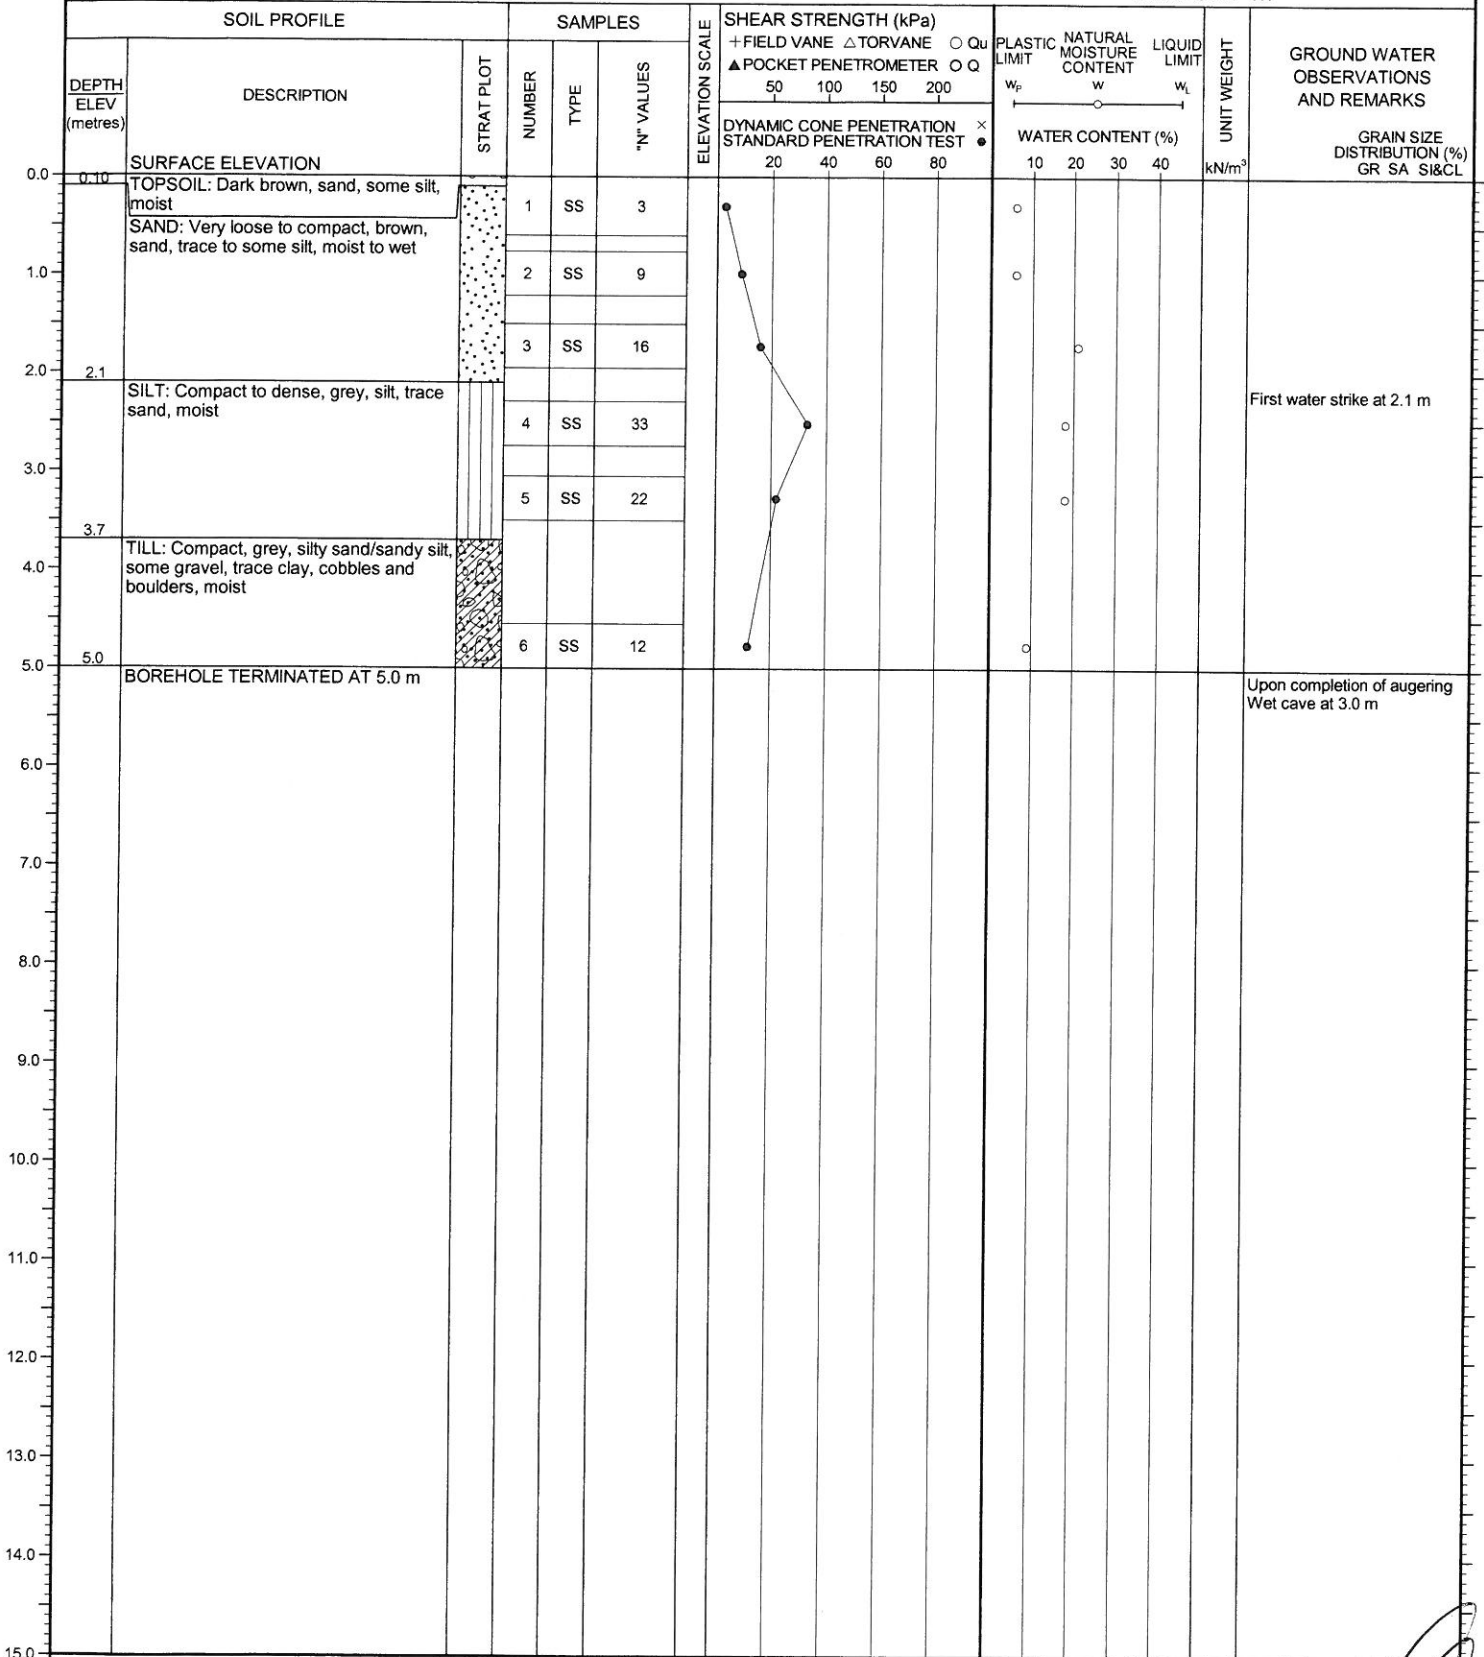 SOIL PROFILE
SAMPLES
DEPTH
ELEV
(metres)
DESCRIPTION
SURFACE ELEVATION
STRAT PLOT
NUMBER
TYPE
"N" VALUES
ELEVATION SCALE
SHEAR STRENGTH (kPa)
+FIELD VANE △TORVANE ○ Qu
▲POCKET PENETROMETER ○ Q
50 100 150 200
DYNAMIC CONE PENETRATION ×
STANDARD PENETRATION TEST ●
20 40 60 80
PLASTIC LIMIT
NATURAL MOISTURE CONTENT
LIQUID LIMIT
WP W WL
WATER CONTENT (%)
10 20 30 40
UNIT WEIGHT
kN/m³
GROUND WATER
OBSERVATIONS
AND REMARKS
GRAIN SIZE
DISTRIBUTION (%)
GR SA SI&CL
0.0
0.10
TOPSOIL: Dark brown, sand, some silt,
moist
1 SS 3
SAND: Very loose to compact, brown,
sand, trace to some silt, moist to wet
1.0
2 SS 9
3 SS 16
2.0
2.1
SILT: Compact to dense, grey, silt, trace
sand, moist
First water strike at 2.1 m
4 SS 33
3.0
5 SS 22
3.7
TILL: Compact, grey, silty sand/sandy silt,
some gravel, trace clay, cobbles and
boulders, moist
4.0
6 SS 12
5.0
5.0
BOREHOLE TERMINATED AT 5.0 m
Upon completion of augering
Wet cave at 3.0 m
6.0
7.0
8.0
9.0
10.0
11.0
12.0
13.0
14.0
15.0